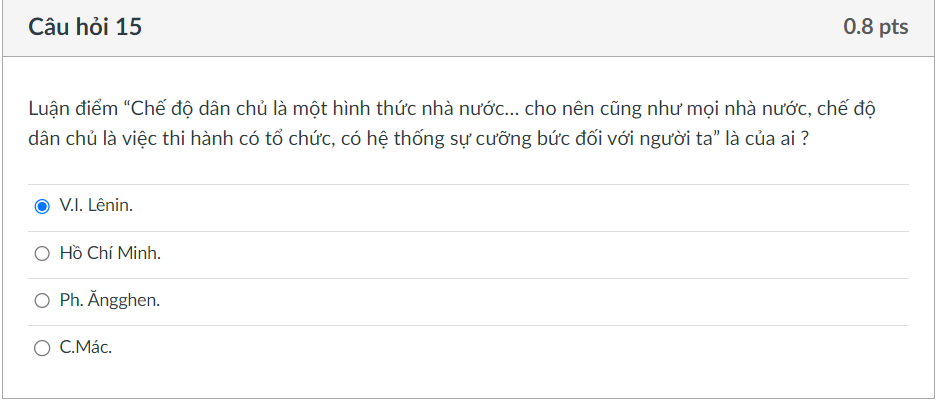 Câu hỏi 15
0.8 pts
Luận điểm “Chế độ dân chủ là một hình thức nhà nước... cho nên cũng như mọi nhà nước, chế độ
dân chủ là việc thi hành có tổ chức, có hệ thống sự cưỡng bức đối với người ta” là của ai ?
V.I. Lênin.
Hồ Chí Minh.
Ph. Ăngghen.
C.Mác.